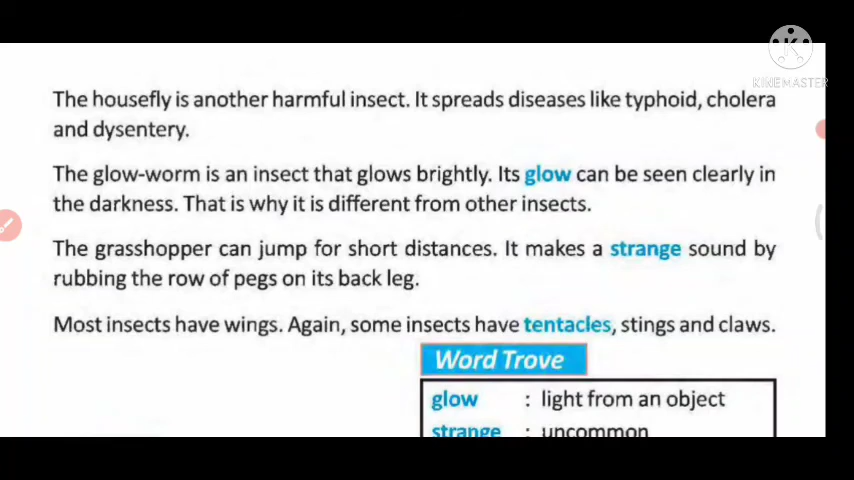 KINEMASTER
The housefly is another harmful insect. It spreads diseases like typhoid, cholera
and dysentery.
The glow-worm is an insect that glows brightly. Its glow can be seen clearly in
the darkness. That is why it is different from other insects.
The grasshopper can jump for short distances. It makes a strange sound by
rubbing the row of pegs on its back leg.
Most insects have wings. Again, some insects have tentacles, stings and claws.
Word Trove
glow : light from an object
strange : uncommon